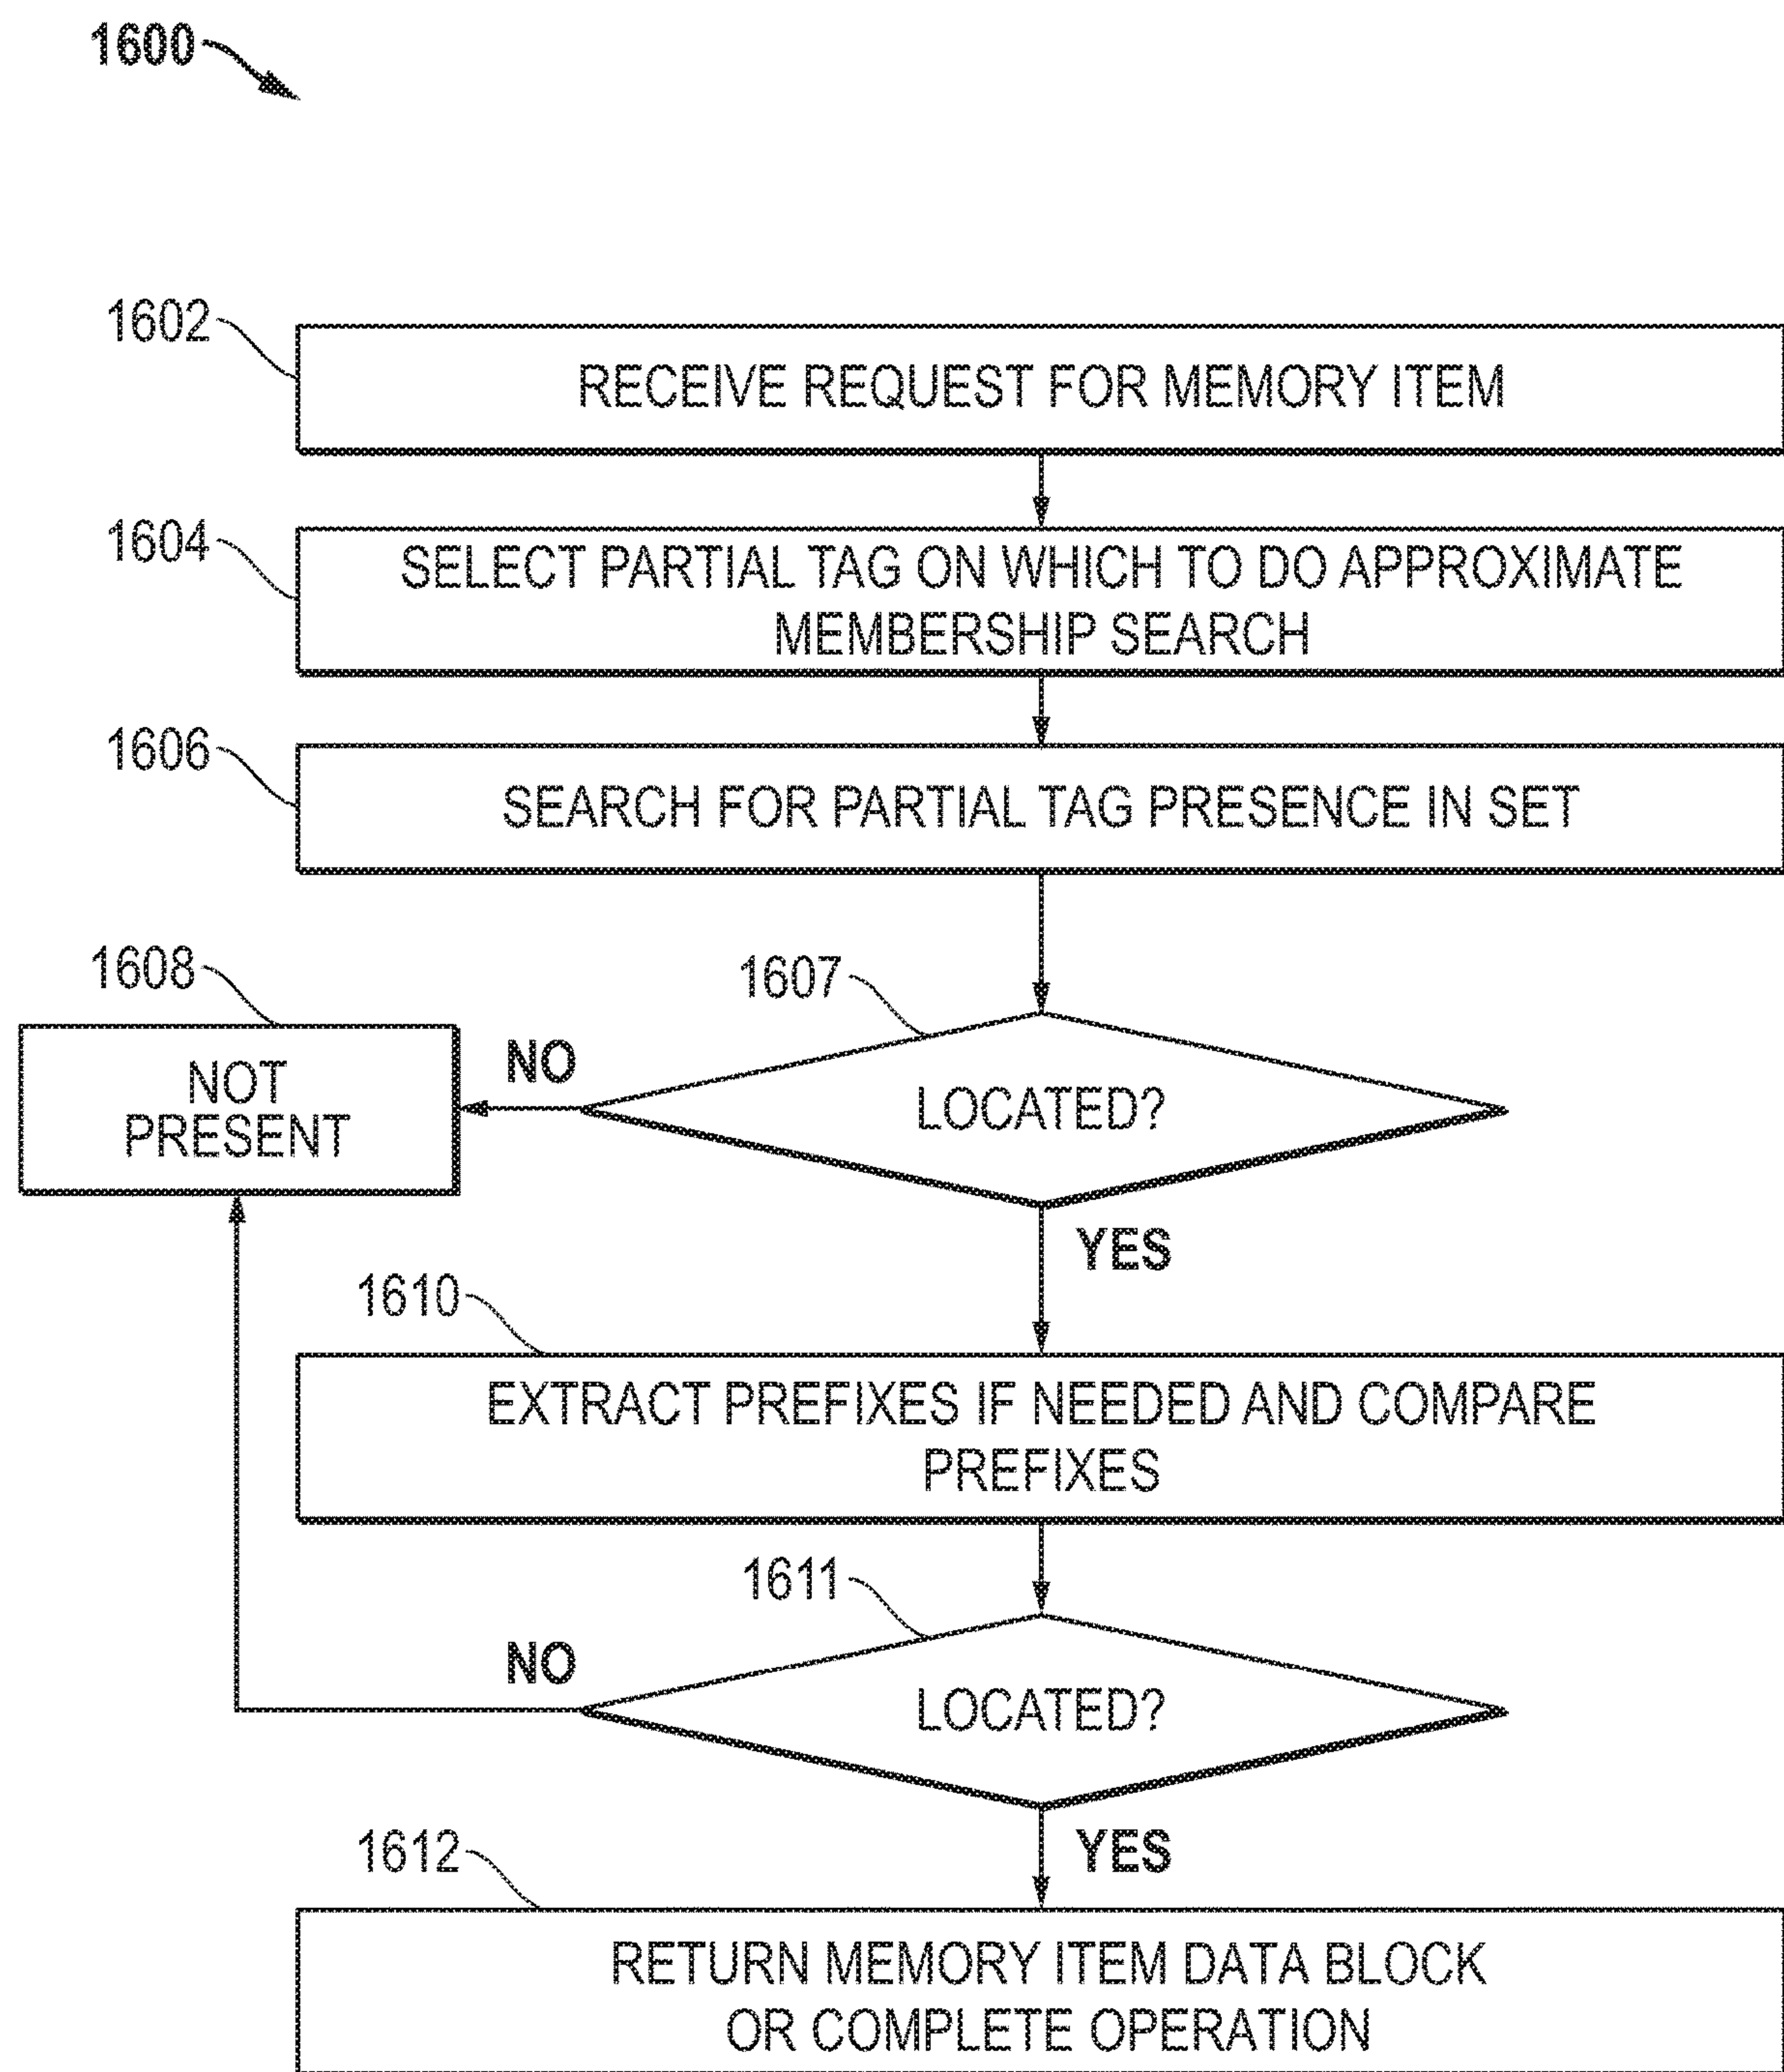 1600
1602
RECEIVE REQUEST FOR MEMORY ITEM
1604
SELECT PARTIAL TAG ON WHICH TO DO APPROXIMATE
MEMBERSHIP SEARCH
1606
SEARCH FOR PARTIAL TAG PRESENCE IN SET
1608
1607
NOT
PRESENT
NO
LOCATED?
YES
1610
EXTRACT PREFIXES IF NEEDED AND COMPARE
PREFIXES
1611
NO
LOCATED?
YES
1612
RETURN MEMORY ITEM DATA BLOCK
OR COMPLETE OPERATION